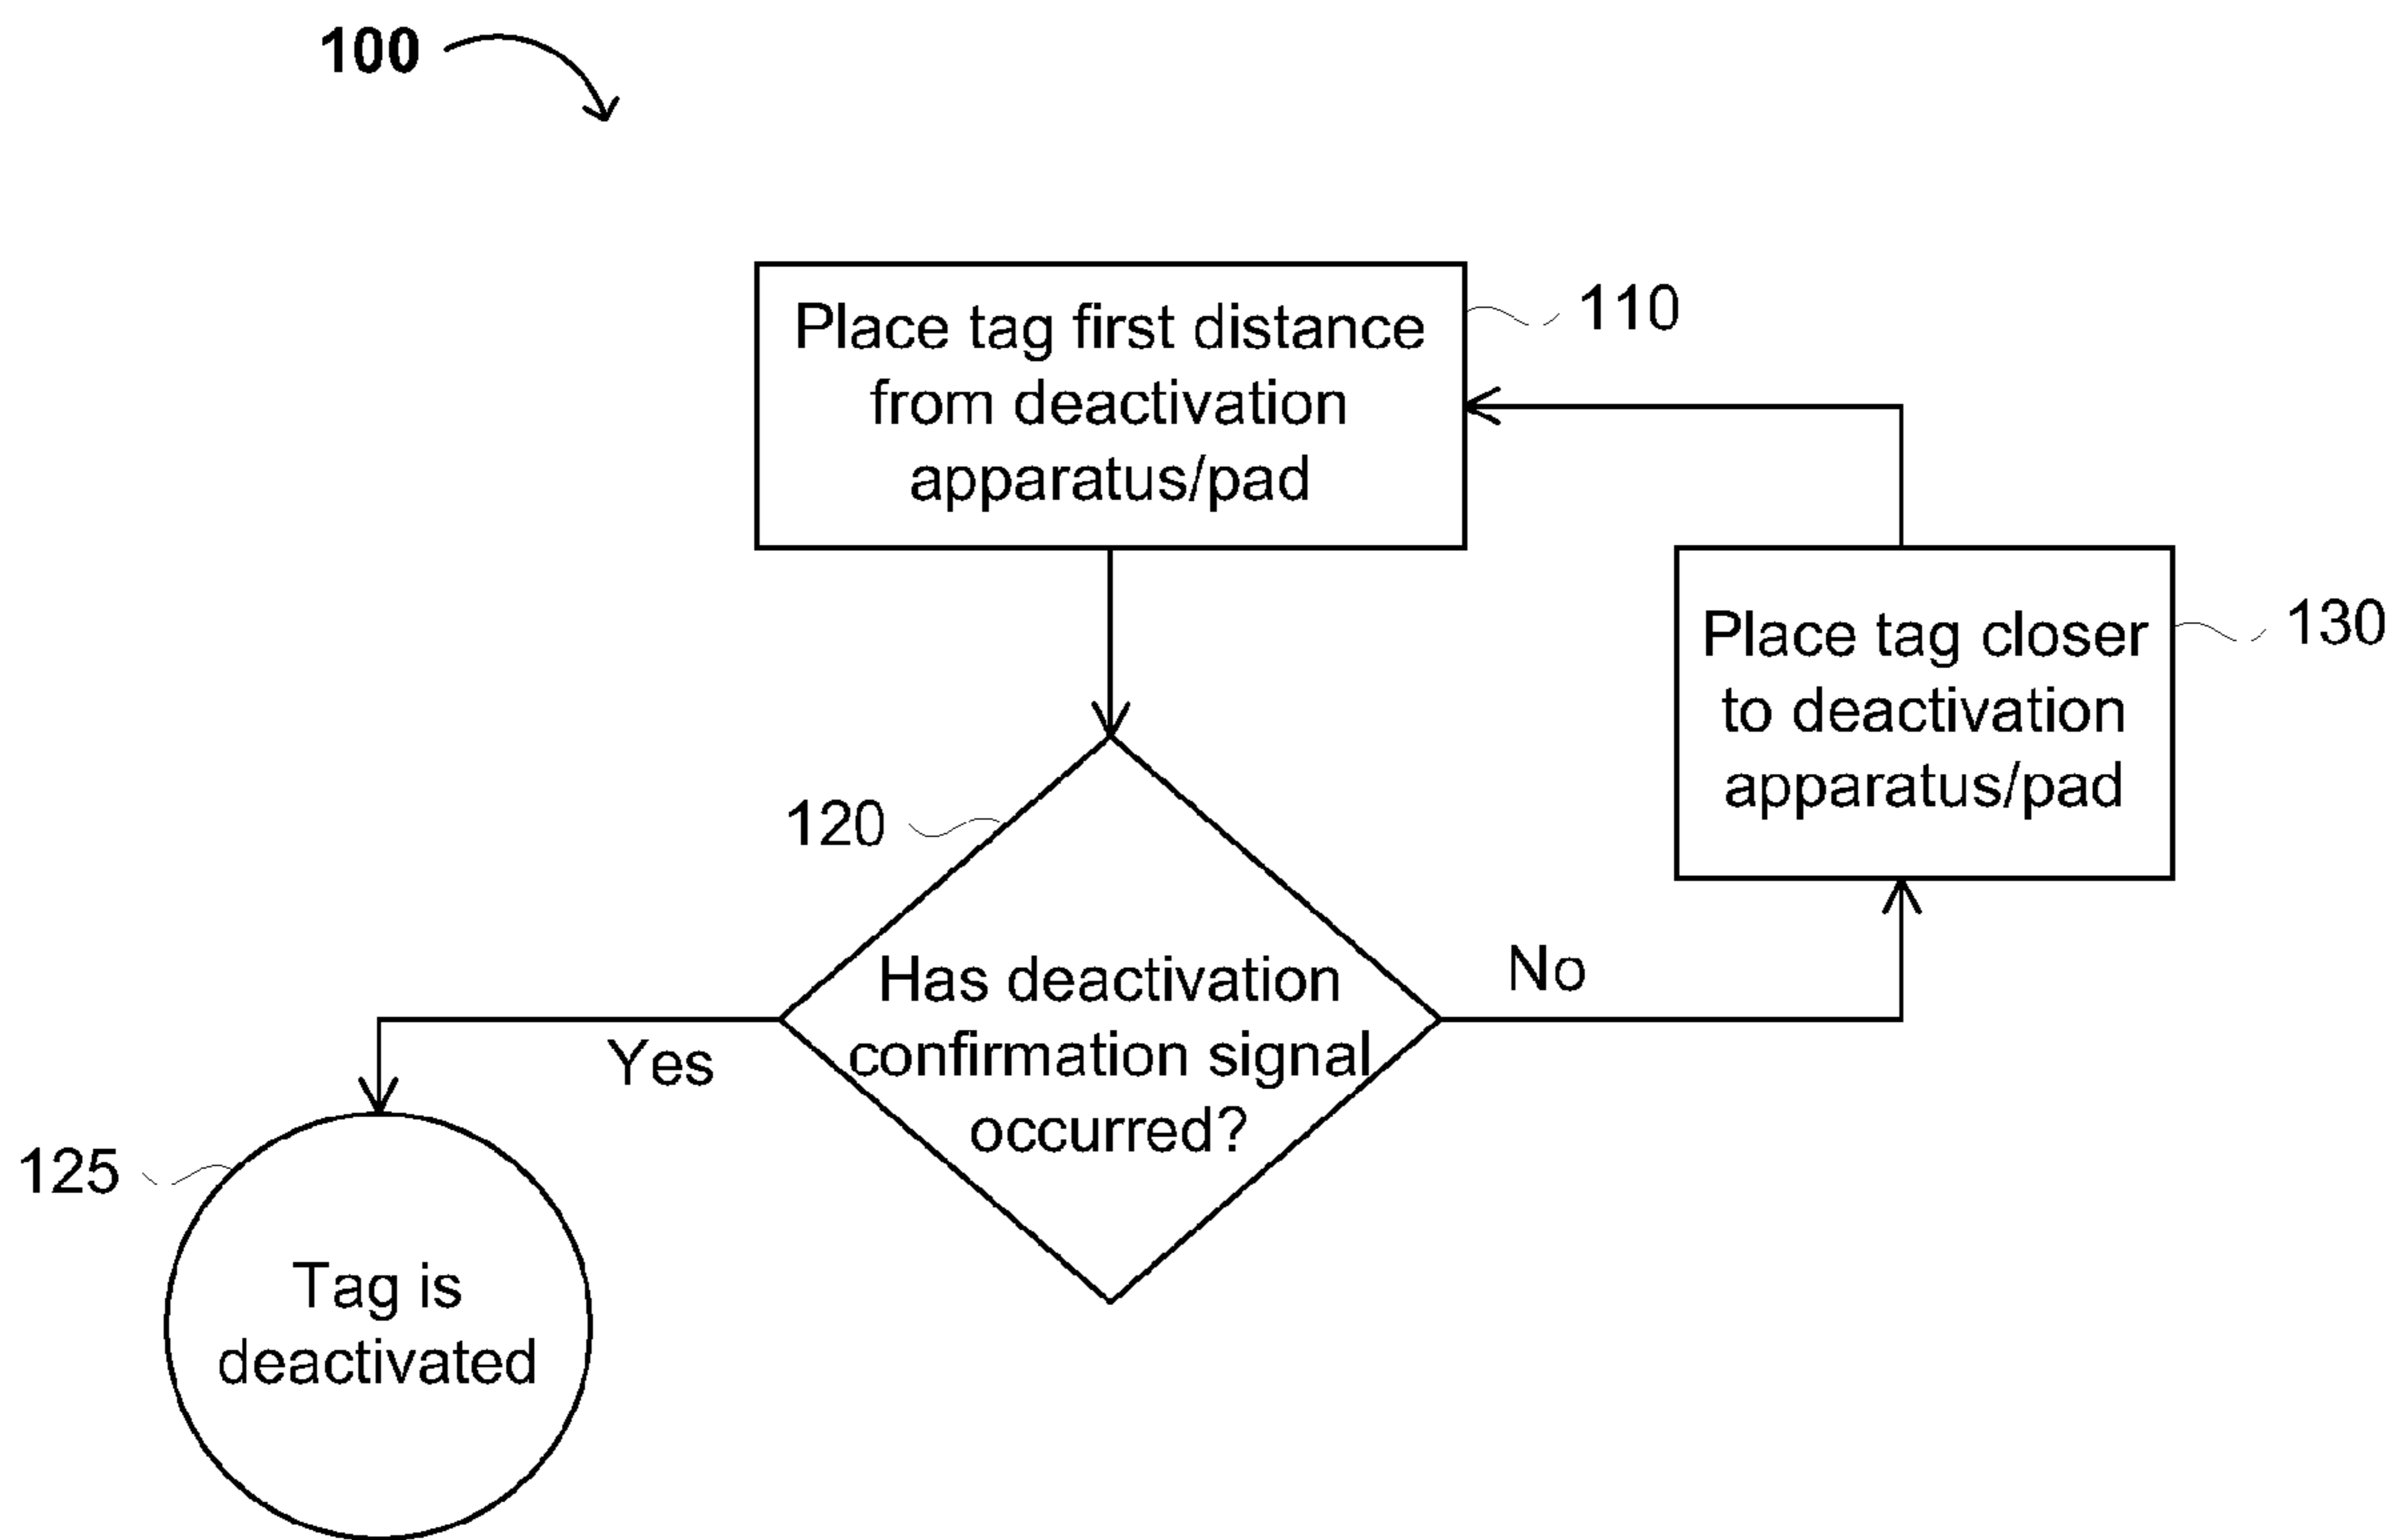 100
Place tag first distance
from deactivation
apparatus/pad
110
Place tag closer
to deactivation
apparatus/pad
130
120
Has deactivation
confirmation signal
occurred?
No
Yes
125
Tag is
deactivated